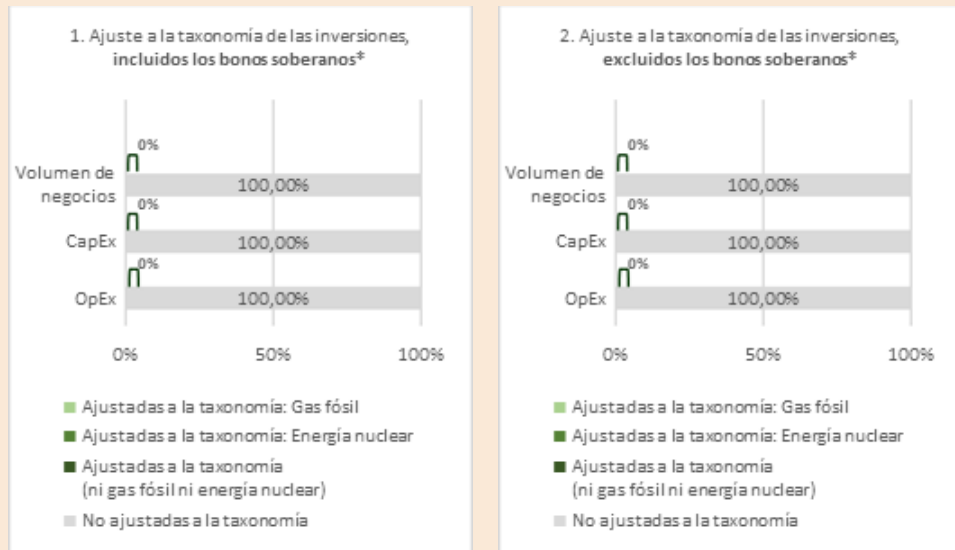 1. Ajuste a la taxonomía de las inversiones,
incluidos los bonos soberanos*
0%
Volumen de
negocios
100,00%
0%
CapEx
100,00%
0%
OpEx
100,00%
0%
50%
100%
Ajustadas a la taxonomía: Gas fósil
Ajustadas a la taxonomía: Energía nuclear
Ajustadas a la taxonomía
(ni gas fósil ni energía nuclear)
No ajustadas a la taxonomía
2. Ajuste a la taxonomía de las inversiones,
excluidos los bonos soberanos*
0%
Volumen de
negocios
100,00%
0%
CapEx
100,00%
0%
OpEx
100,00%
0%
50%
100%
Ajustadas a la taxonomía: Gas fósil
Ajustadas a la taxonomía: Energía nuclear
Ajustadas a la taxonomía
(ni gas fósil ni energía nuclear)
No ajustadas a la taxonomía